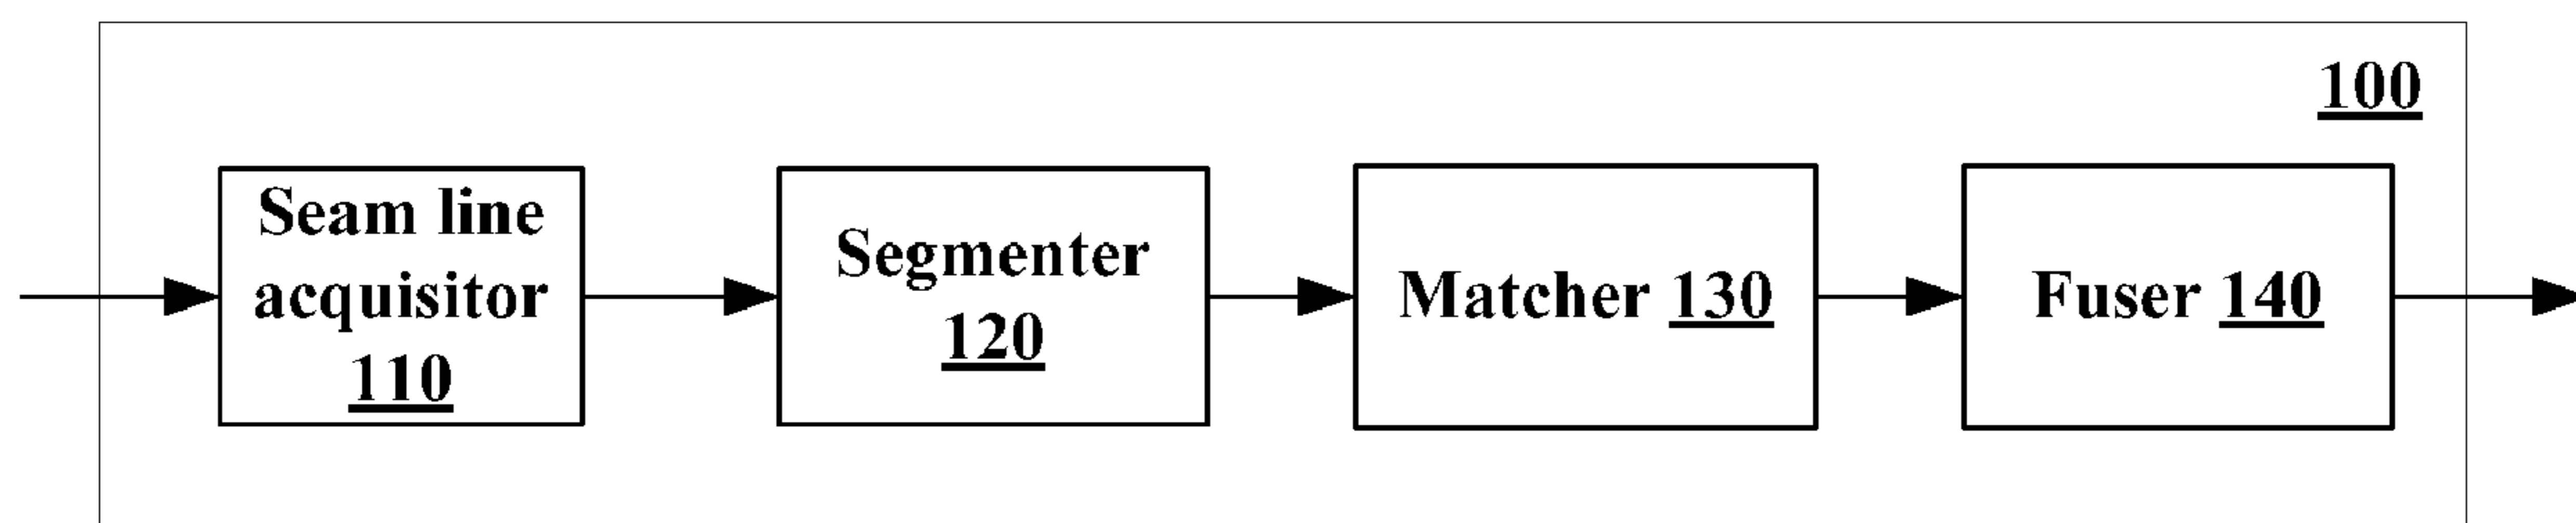 100
Seam line
acquisitor
110
Segmenter
120
Matcher 130
Fuser 140